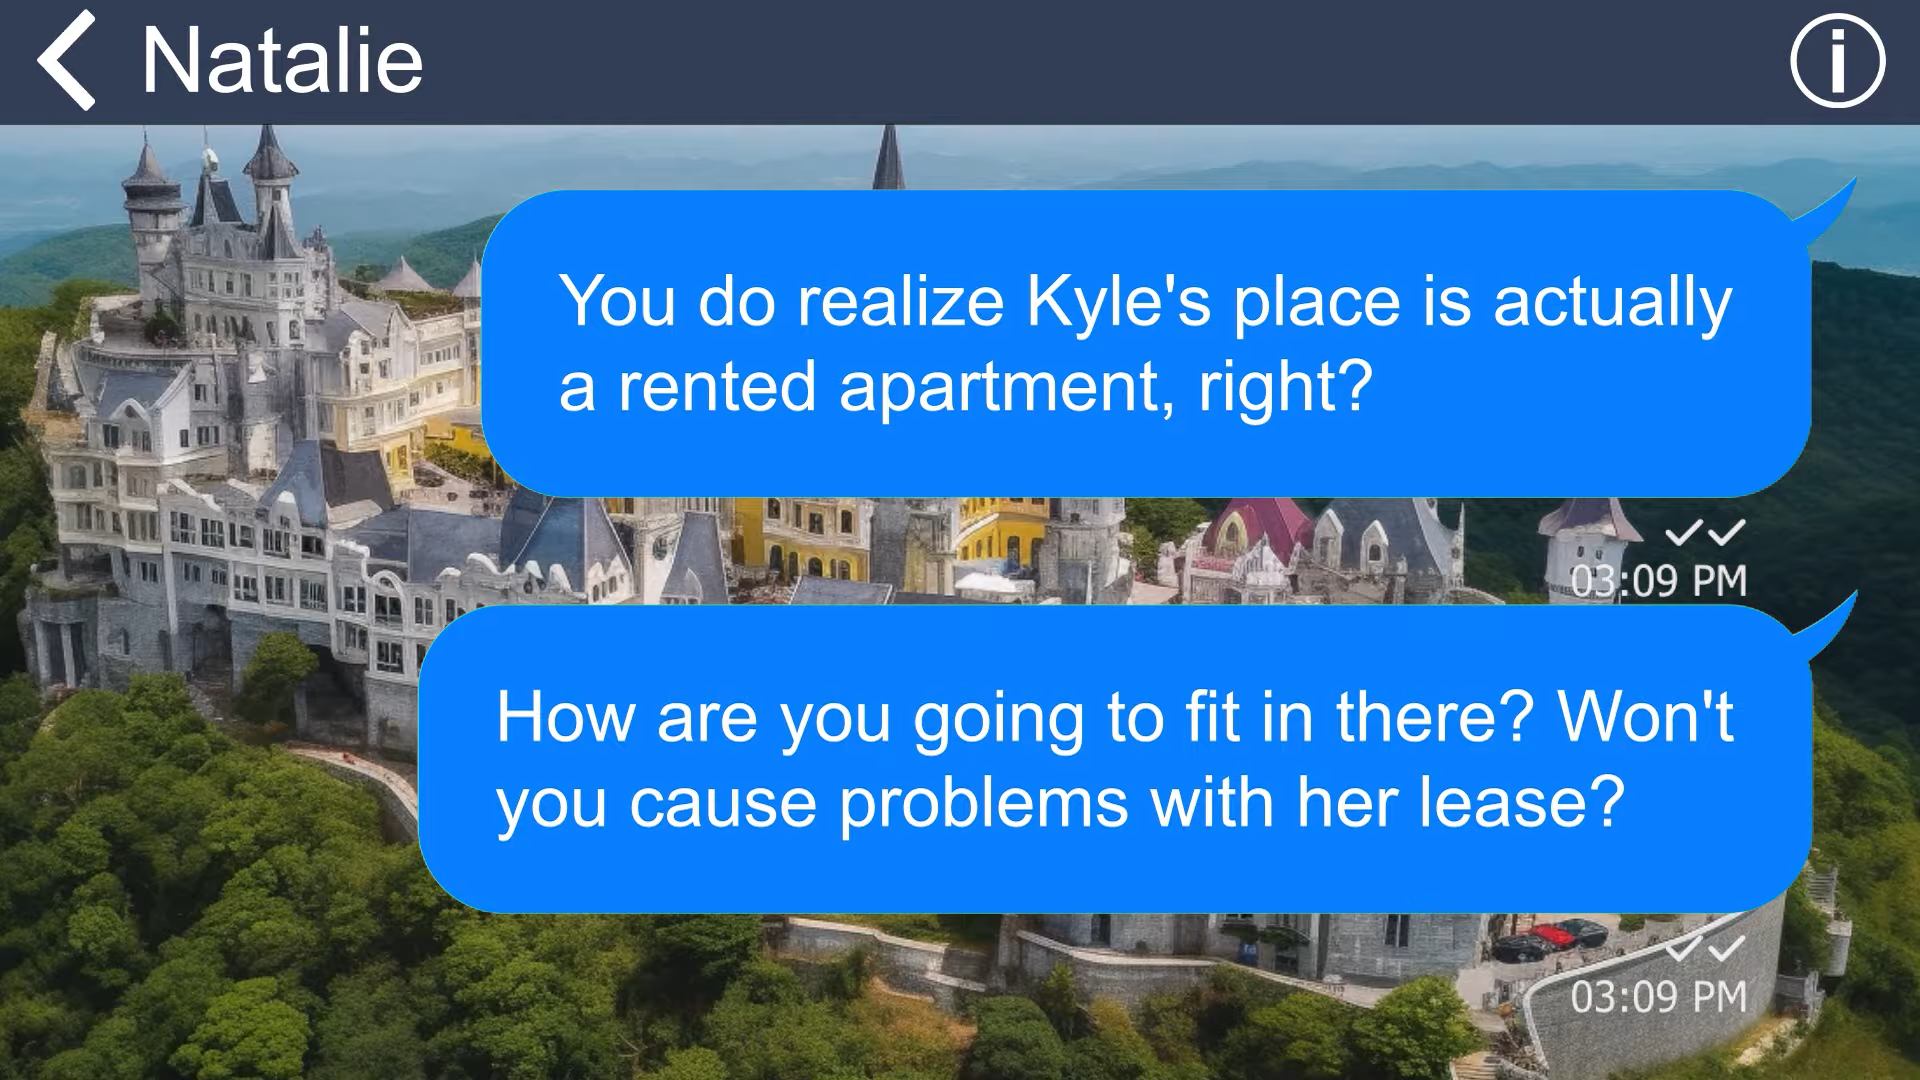 Natalie
You do realize Kyle's place is actually
a rented apartment, right?
03:09 PM
How are you going to fit in there? Won't
you cause problems with her lease?
03:09 PM